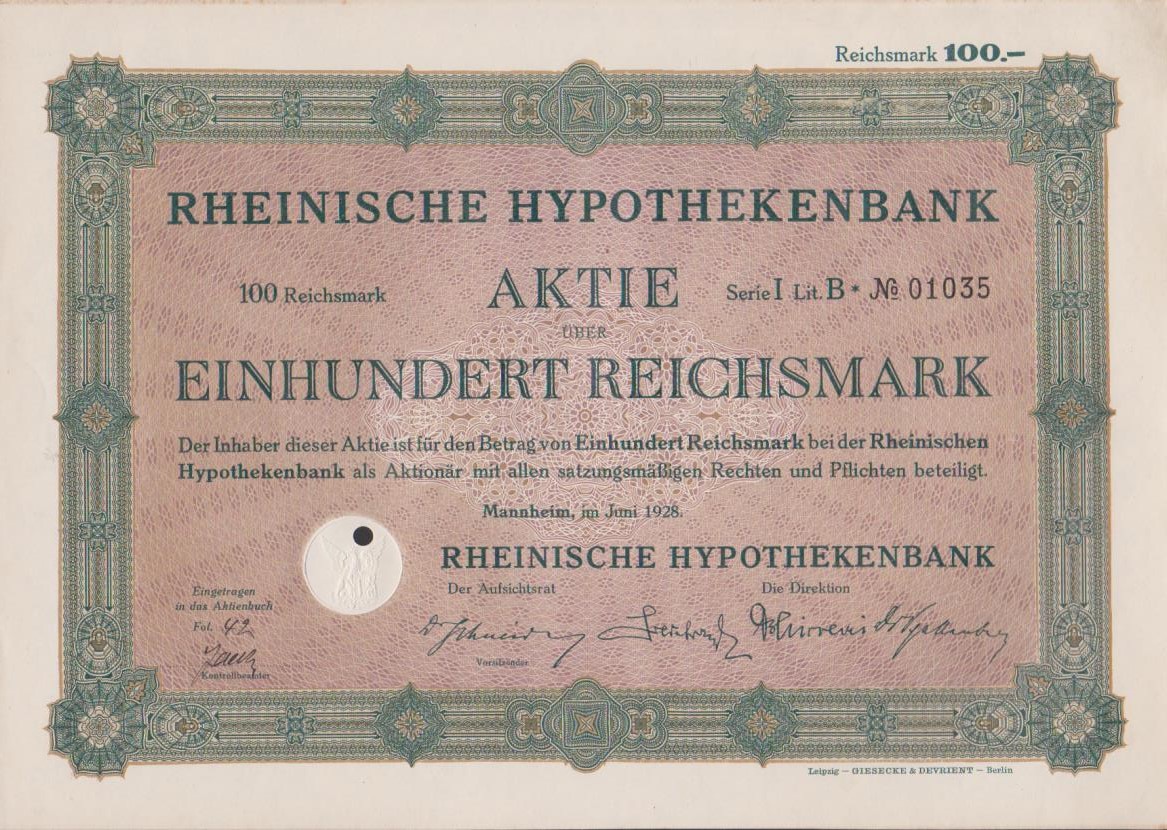 Reichsmark 100.–
RHEINISCHE HYPOTHEKENBANK
100 Reichsmark AKTIE Serie I Lit. B * № 01035
ÜBER
EINHUNDERT REICHSMARK
Der Inhaber dieser Aktie ist für den Betrag von Einhundert Reichsmark bei der Rheinischen
Hypothekenbank als Aktionär mit allen satzungsmäßigen Rechten und Pflichten beteiligt.
Mannheim, im Juni 1928.
RHEINISCHE HYPOTHEKENBANK
Der Aufsichtsrat Die Direktion
Eingetragen
in das Aktienbuch
Fol. 42
Vorsitzender
Kontrollbeamter
Leipzig — GIESECKE & DEVRIENT — Berlin